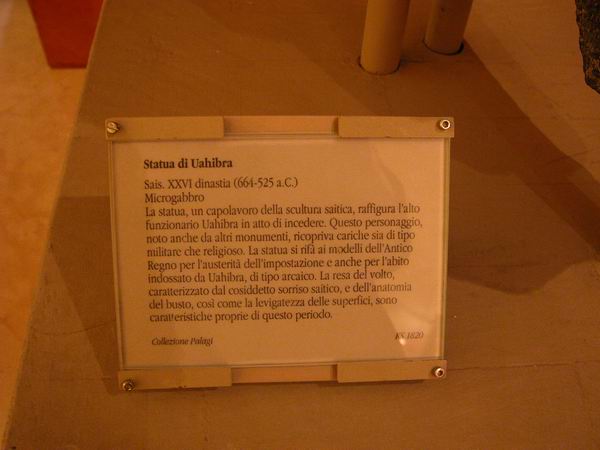 Statua di Uahibra
Sais. XXVI dinastia (664-525 a.C.)
Microgabbro
La statua, un capolavoro della scultura saitica, raffigura l'alto
funzionario Uahibra in atto di incedere. Questo personaggio,
noto anche da altri monumenti, ricopriva cariche sia di tipo
militare che religioso. La statua si rifà ai modelli dell'Antico
Regno per l'austerità dell'impostazione e anche per l'abito
indossato da Uahibra, di tipo arcaico. La resa del volto,
caratterizzato dal cosiddetto sorriso saitico, e dell'anatomia
del busto, così come la levigatezza delle superfici, sono
caratteristiche proprie di questo periodo.
Collezione Palagi
KS 1820